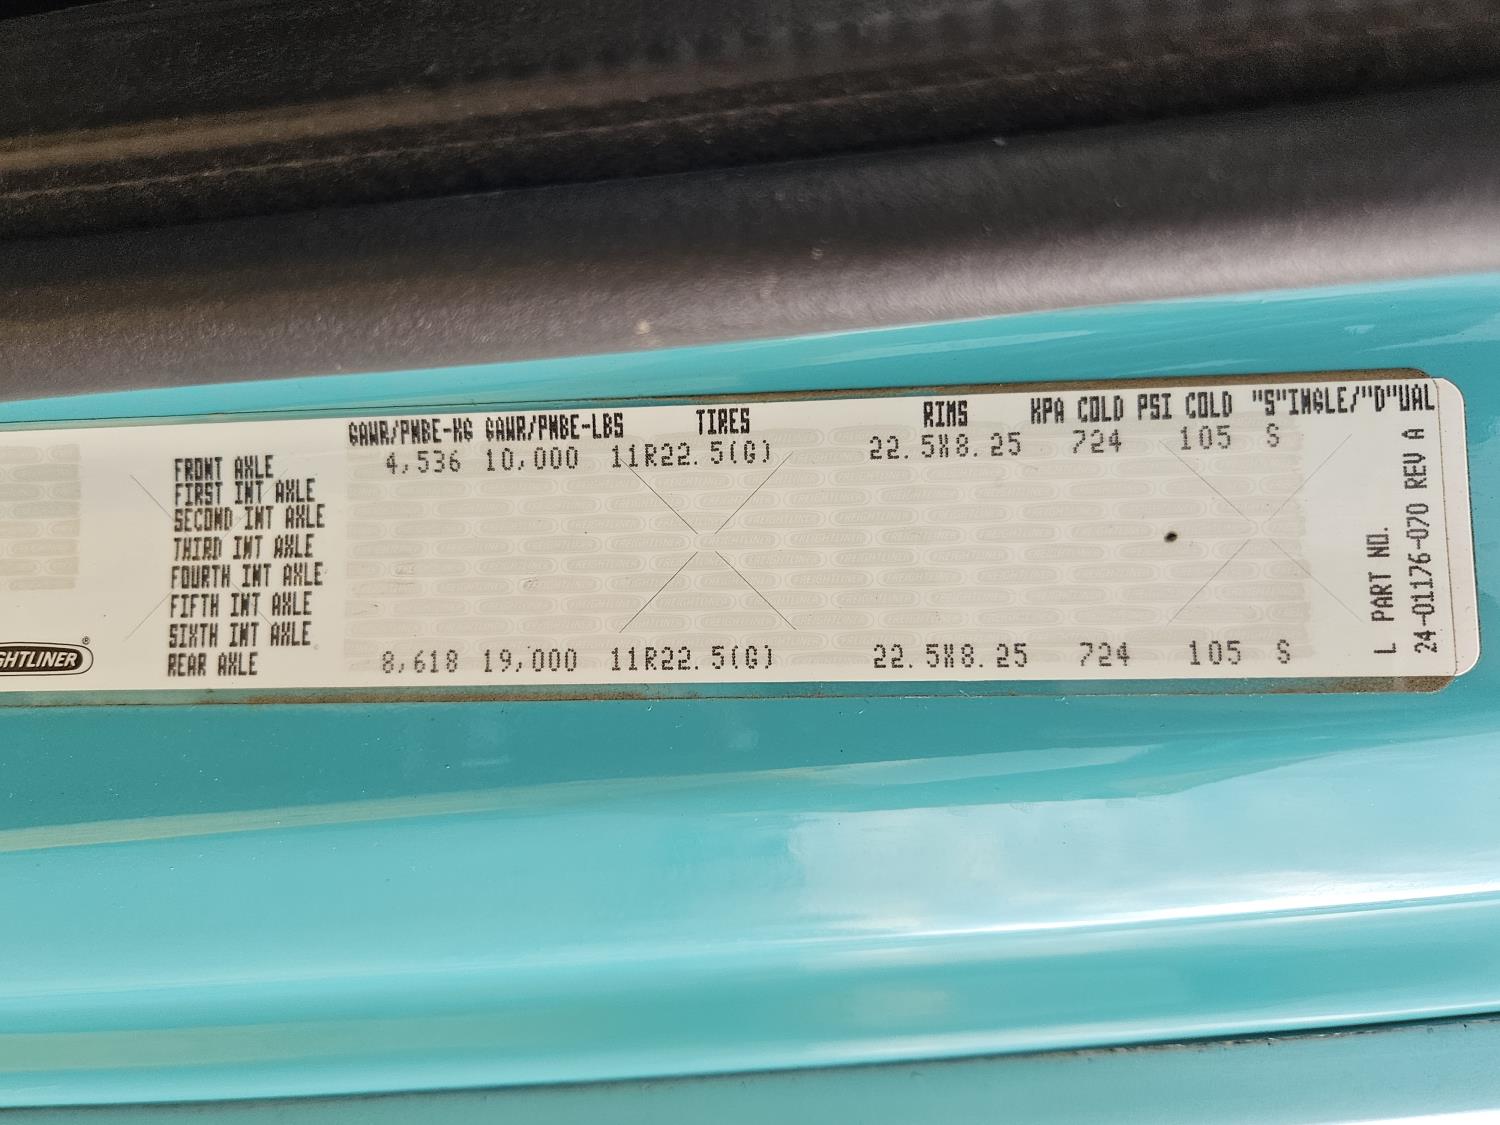 GAWR/PNBE-KG GAWR/PNBE-LBS TIRES RIMS KPA COLD PSI COLD "S"INGLE/"D"UAL
FRONT AXLE 4,536 10,000 11R22.5(G) 22.5X8.25 724 105 S
FIRST INT AXLE
SECOND INT AXLE
THIRD INT AXLE
FOURTH INT AXLE
FIFTH INT AXLE
SIXTH INT AXLE
REAR AXLE 8,618 19,000 11R22.5(G) 22.5X8.25 724 105 S
GHTLINER®
L PART NO.
24-01176-070 REV A